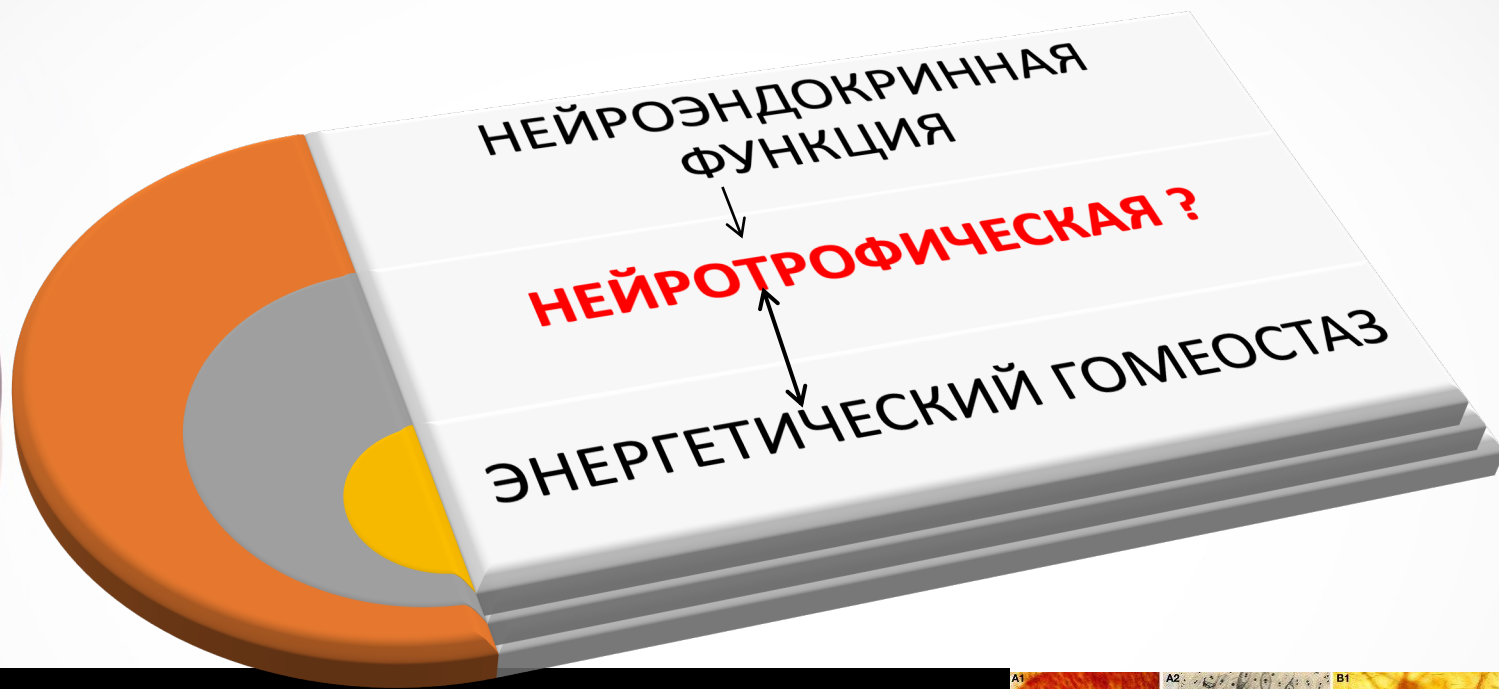 НЕЙРОЭНДОКРИННАЯ
ФУНКЦИЯ
НЕЙРОТРОФИЧЕСКАЯ ?
ЭНЕРГЕТИЧЕСКИЙ ГОМЕОСТАЗ
A1 A2 B1